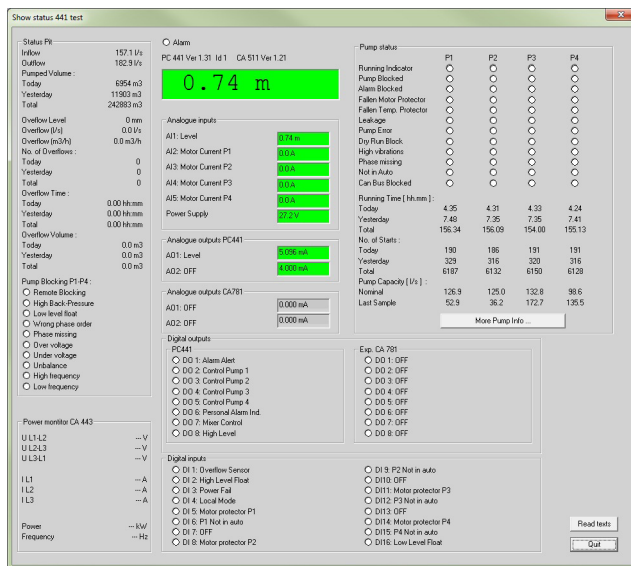 Show status 441 test
Status Pit
Inflow 157.1 l/s
Outflow 182.9 l/s
Pumped Volume :
Today 6954 m3
Yesterday 11903 m3
Total 242883 m3
Oveflow Level 0 mm
Overflow (l/s) 0.0 l/s
Overflow (m3/h) 0.0 m3/h
No. of Overflows :
Today 0
Yesterday 0
Total 0
Overflow Time :
Today 0.00 hh:mm
Yesterday 0.00 hh:mm
Total 0.00 hh:mm
Overflow Volume :
Today 0.0 m3
Yesterday 0.0 m3
Total 0.0 m3
Pump Blocking P1-P4 :
Remote Blocking
High Back-Pressure
Low level float
Wrong phase order
Phase missing
Over voltage
Under voltage
Unbalance
High frequency
Low frequency
Power montitor CA 443
U L1-L2 --- V
U L2-L3 --- V
U L3-L1 --- V
I L1 --- A
I L2 --- A
I L3 --- A
Power --- kW
Frequency --- Hz
Alarm
PC 441 Ver 1.31 Id 1 CA 511 Ver 1.21
0.74 m
Analogue inputs
AI1: Level 0.74 m
AI2: Motor Current P1 0.0 A
AI3: Motor Current P2 0.0 A
AI4: Motor Current P3 0.0 A
AI5: Motor Current P4 0.0 A
Power Supply 27.2 V
Analogue outputs PC441
AO1: Level 5.096 mA
AO2: OFF 4.000 mA
Analogue outputs CA781
AO1: OFF 0.000 mA
AO2: OFF 0.000 mA
Pump status
P1 P2 P3 P4
Running Indicator
Pump Blocked
Alarm Blocked
Fallen Motor Protector
Fallen Temp. Protector
Leakage
Pump Error
Dry Run Block
High vibrations
Phase missing
Not in Auto
Can Bus Blocked
Running Time [ hh.mm ] :
Today 4.35 4.31 4.33 4.24
Yesterday 7.48 7.35 7.35 7.41
Total 156.34 156.09 154.00 155.13
No. of Starts :
Today 190 186 191 191
Yesterday 329 316 320 316
Total 6187 6132 6150 6128
Pump Capacity [ l/s ] :
Nominal 126.9 125.0 132.8 98.6
Last Sample 52.9 36.2 172.7 135.5
More Pump Info ...
Digital outputs
PC441
DO 1: Alarm Alert
DO 2: Control Pump 1
DO 3: Control Pump 2
DO 4: Control Pump 3
DO 5: Control Pump 4
DO 6: Personal Alarm Ind.
DO 7: Mixer Control
DO 8: High Level
Exp. CA 781
DO 1: OFF
DO 2: OFF
DO 3: OFF
DO 4: OFF
DO 5: OFF
DO 6: OFF
DO 7: OFF
DO 8: OFF
Digital inputs
DI 1: Overflow Sensor
DI 2: High Level Float
DI 3: Power Fail
DI 4: Local Mode
DI 5: Motor protector P1
DI 6: P1 Not in auto
DI 7: OFF
DI 8: Motor protector P2
DI 9: P2 Not in auto
DI10: OFF
DI11: Motor protector P3
DI12: P3 Not in auto
DI13: OFF
DI14: Motor protector P4
DI15: P4 Not in auto
DI16: Low Level Float
Read texts
Quit